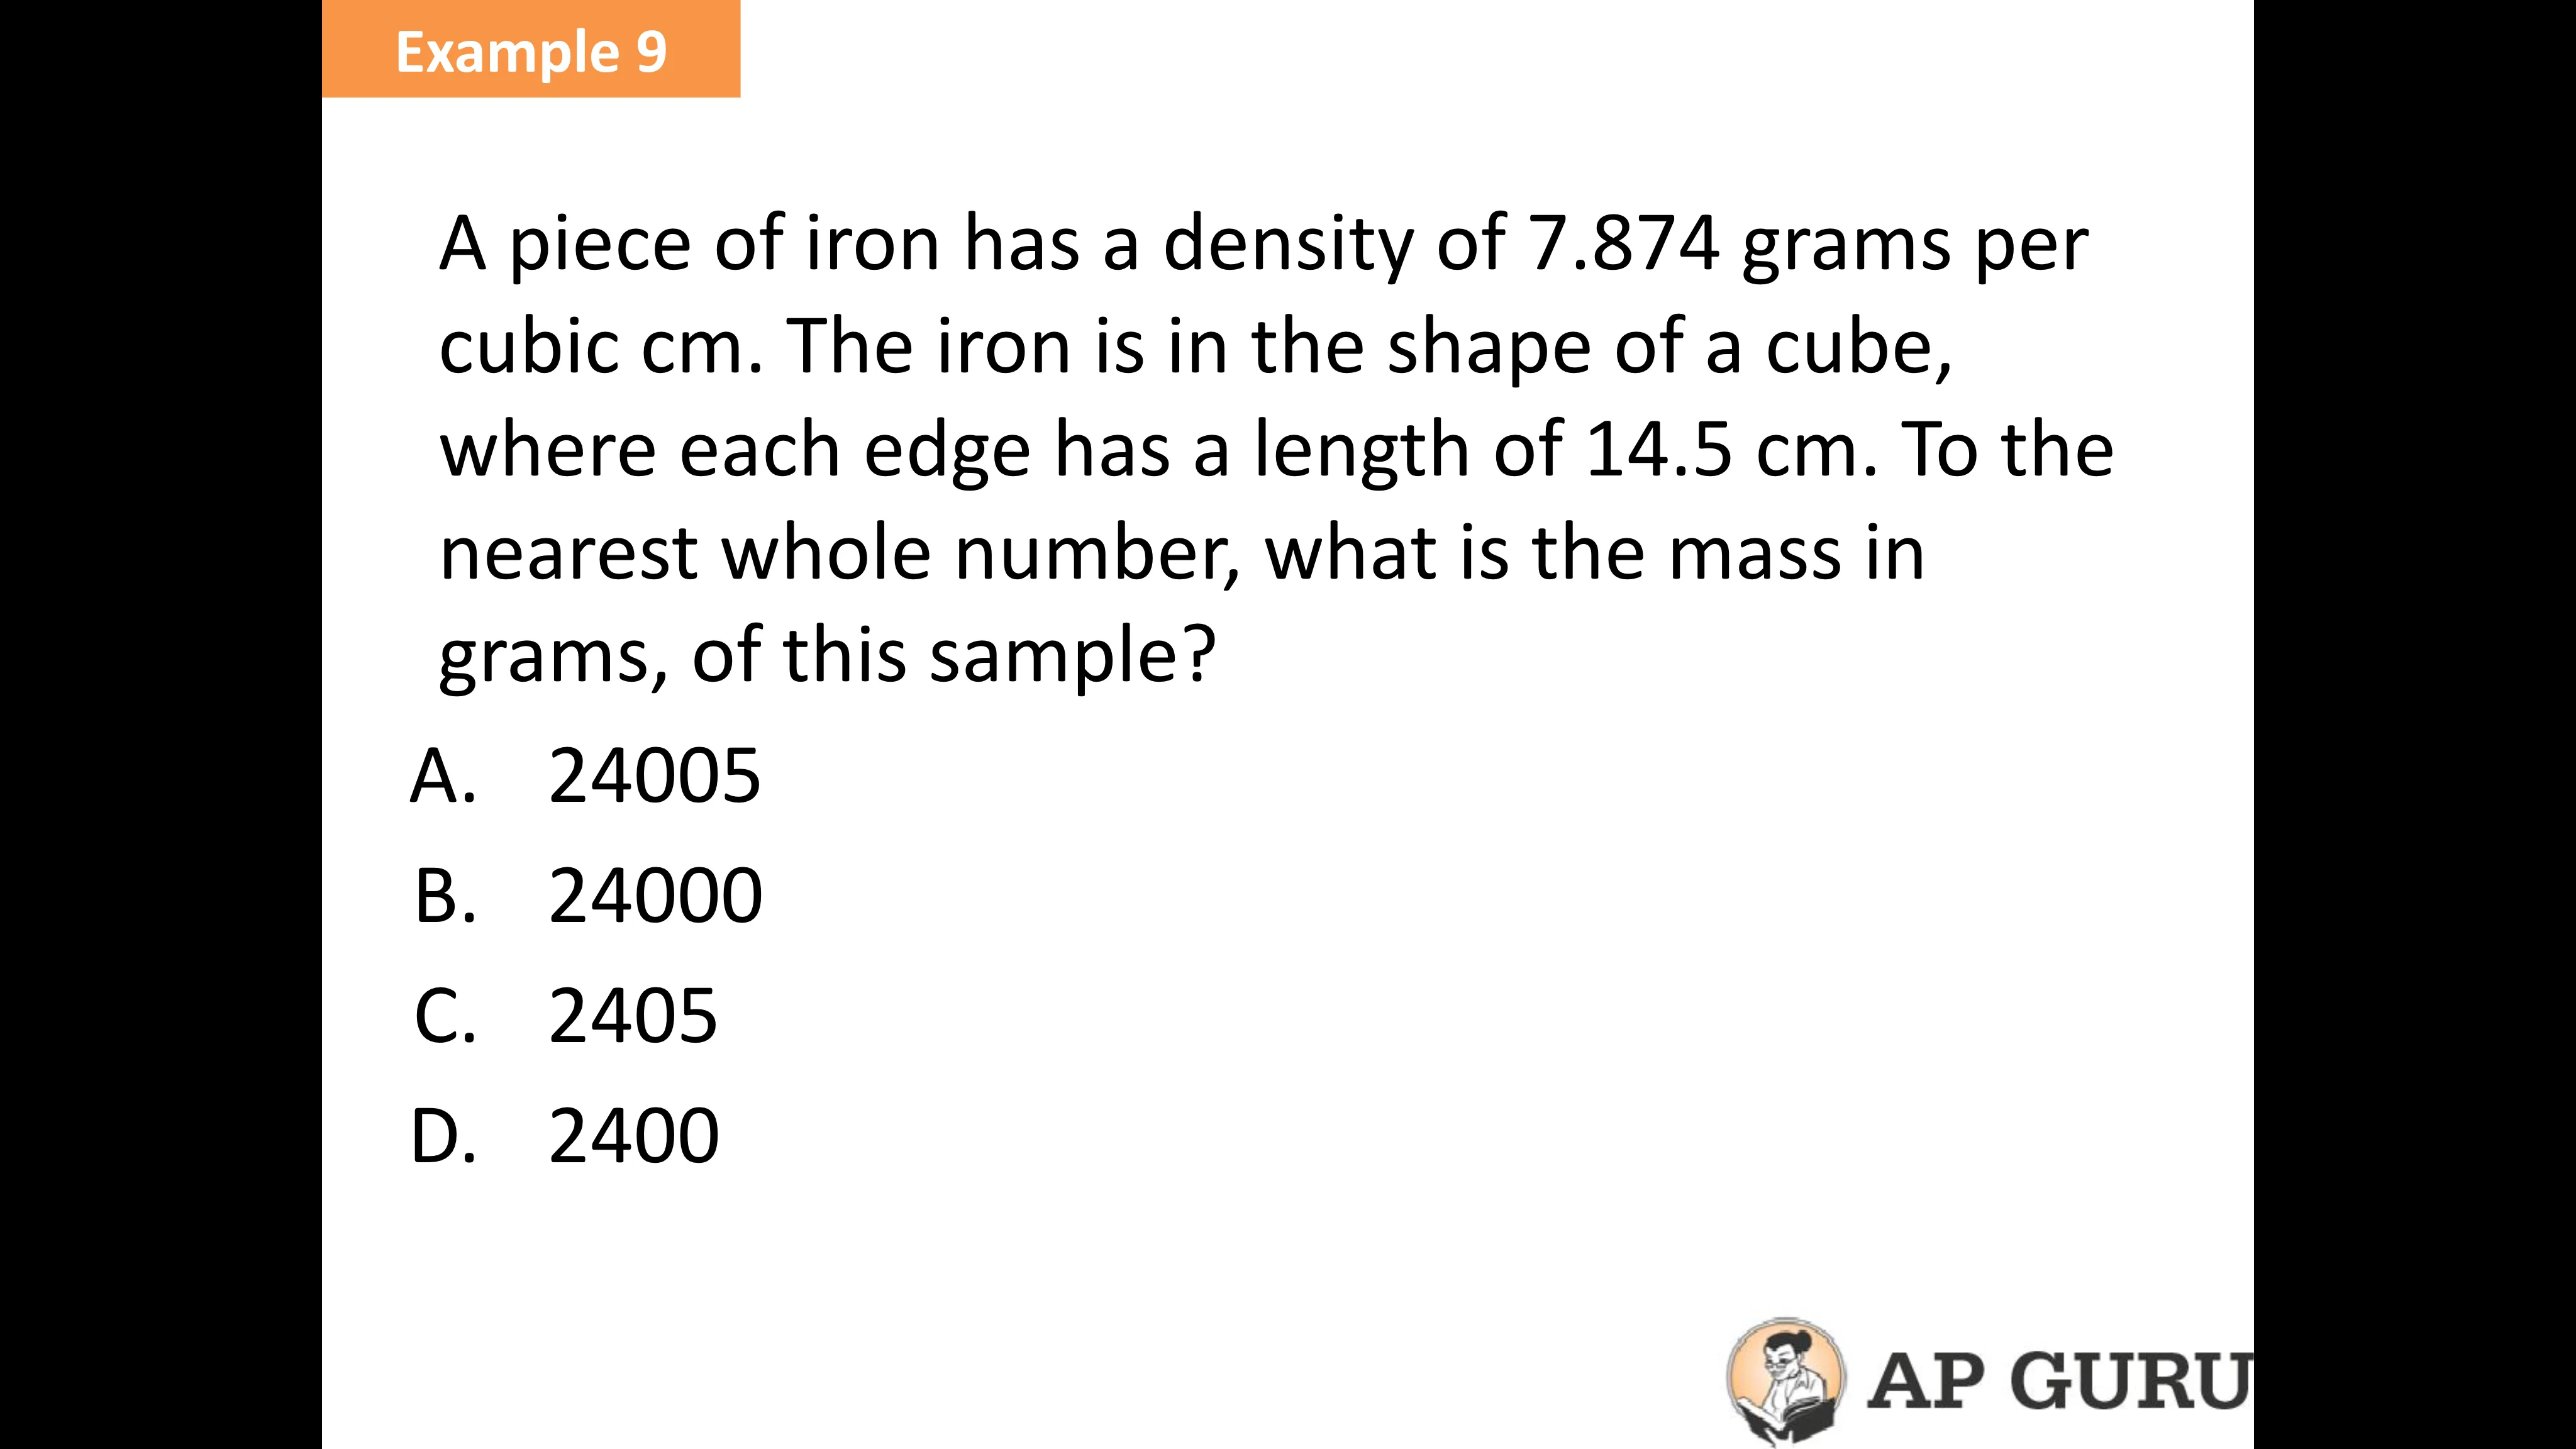 Example 9
A piece of iron has a density of 7.874 grams per
cubic cm. The iron is in the shape of a cube,
where each edge has a length of 14.5 cm. To the
nearest whole number, what is the mass in
grams, of this sample?
A. 24005
B. 24000
C. 2405
D. 2400
AP GURU